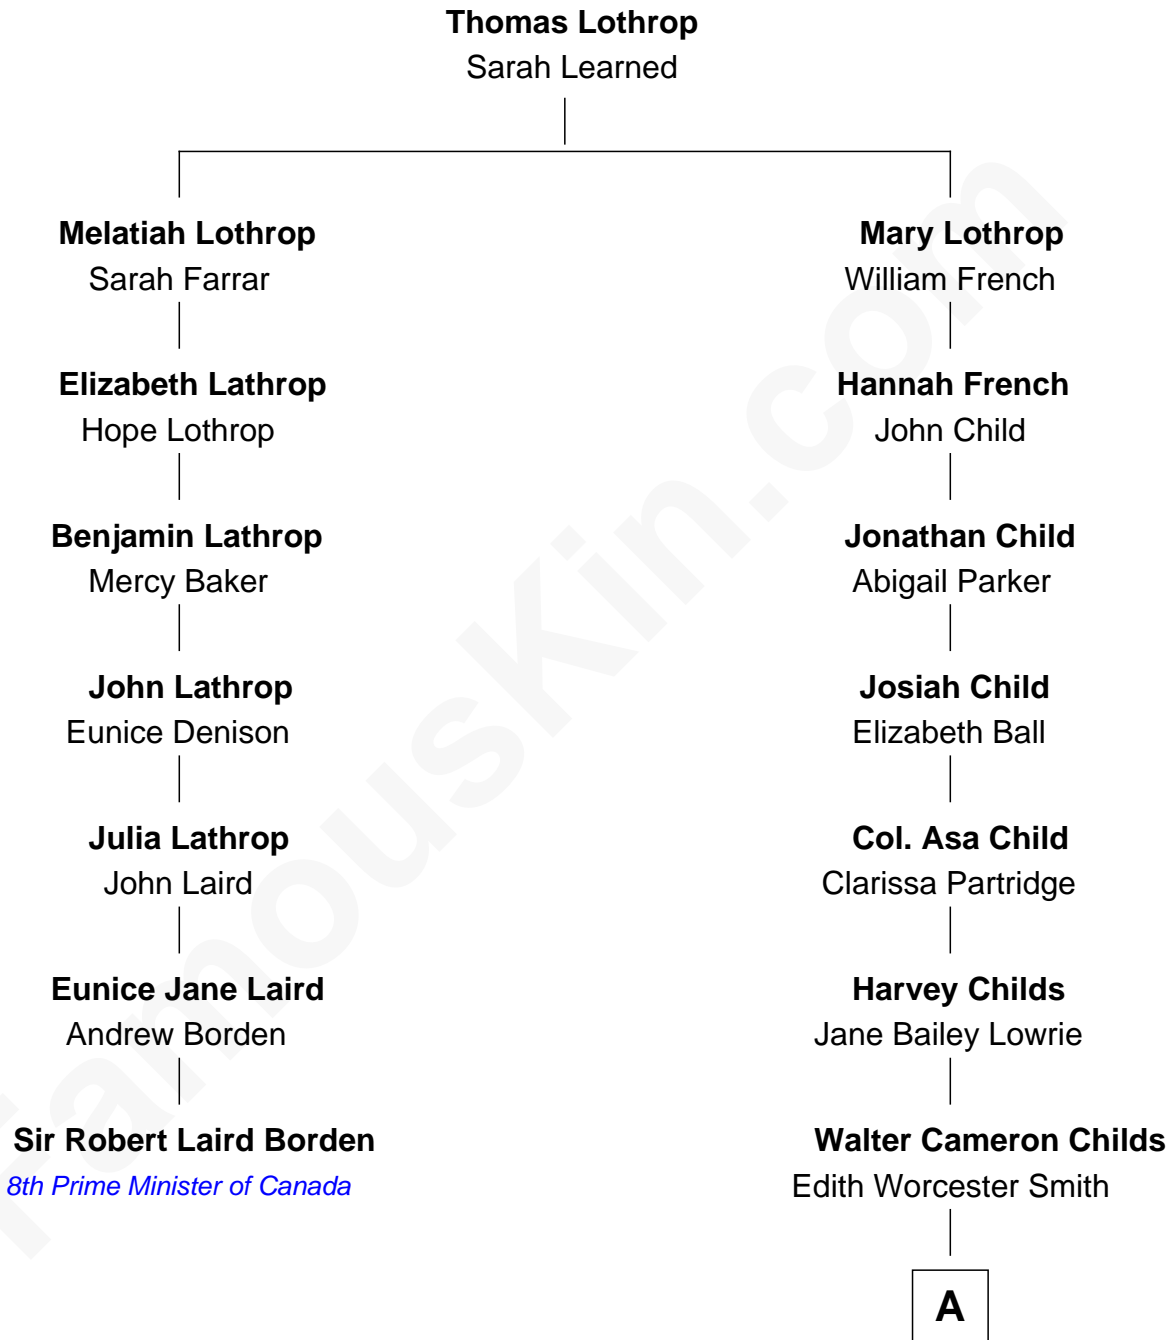 Thomas Lothrop
Sarah Learned
Melatiah Lothrop
Sarah Farrar
Elizabeth Lathrop
Hope Lothrop
Benjamin Lathrop
Mercy Baker
John Lathrop
Eunice Denison
Julia Lathrop
John Laird
Eunice Jane Laird
Andrew Borden
Sir Robert Laird Borden
8th Prime Minister of Canada
Mary Lothrop
William French
Hannah French
John Child
Jonathan Child
Abigail Parker
Josiah Child
Elizabeth Ball
Col. Asa Child
Clarissa Partridge
Harvey Childs
Jane Bailey Lowrie
Walter Cameron Childs
Edith Worcester Smith
A
FamousKin.com